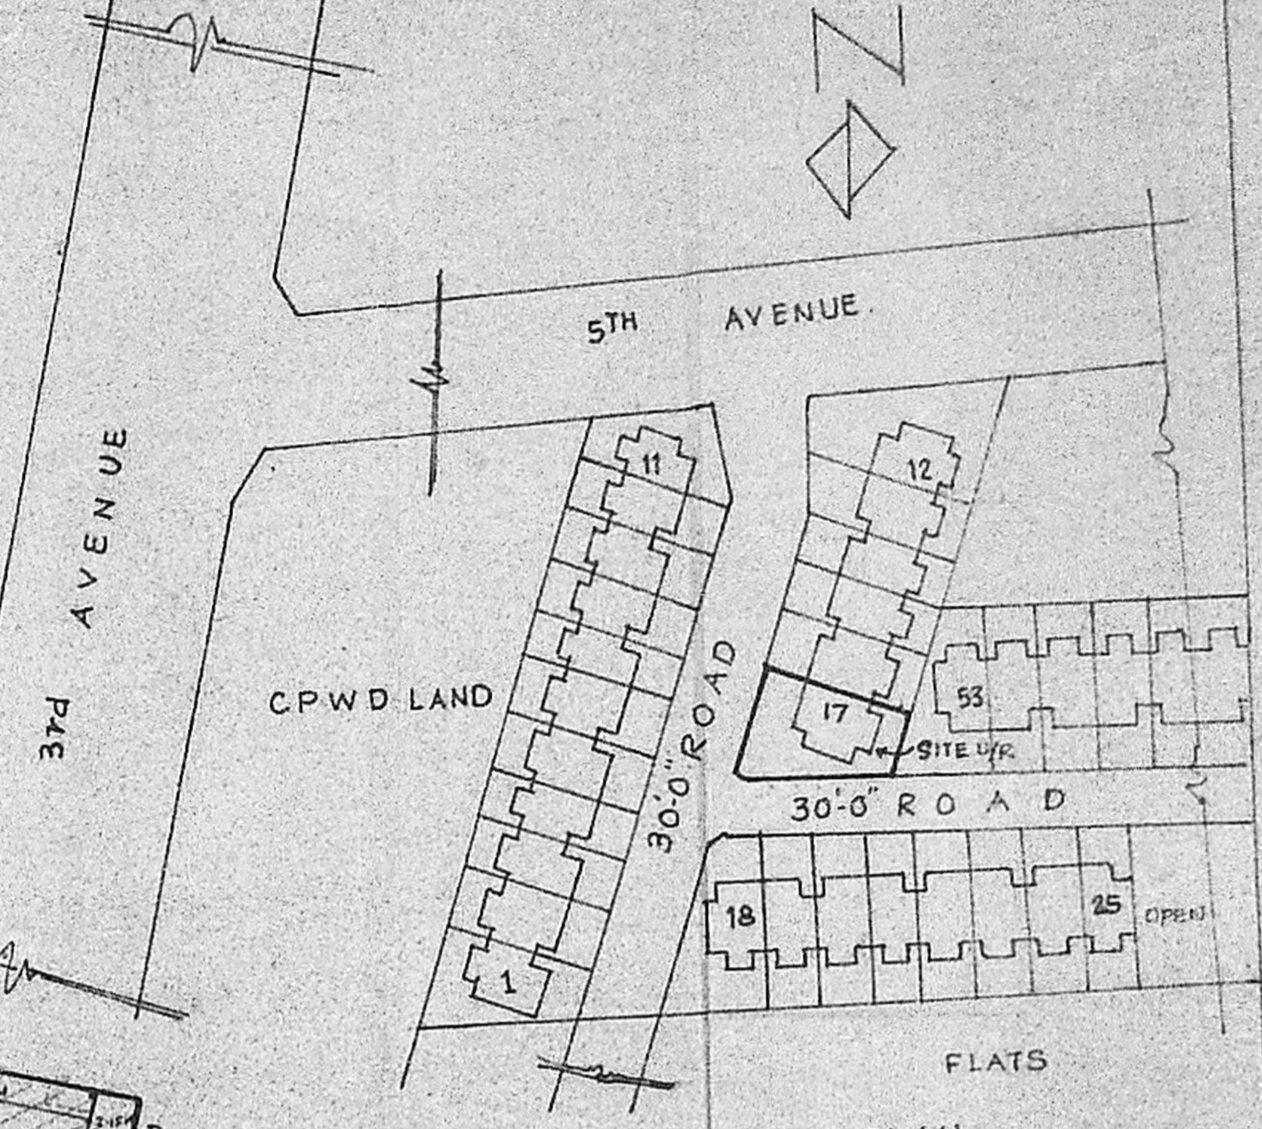 N
5TH AVENUE.
3rd AVENUE
11
12
CPWD LAND
30'-0" ROAD
53
17
SITE U/R
30'-0" ROAD
18
25
OPEN
1
FLATS